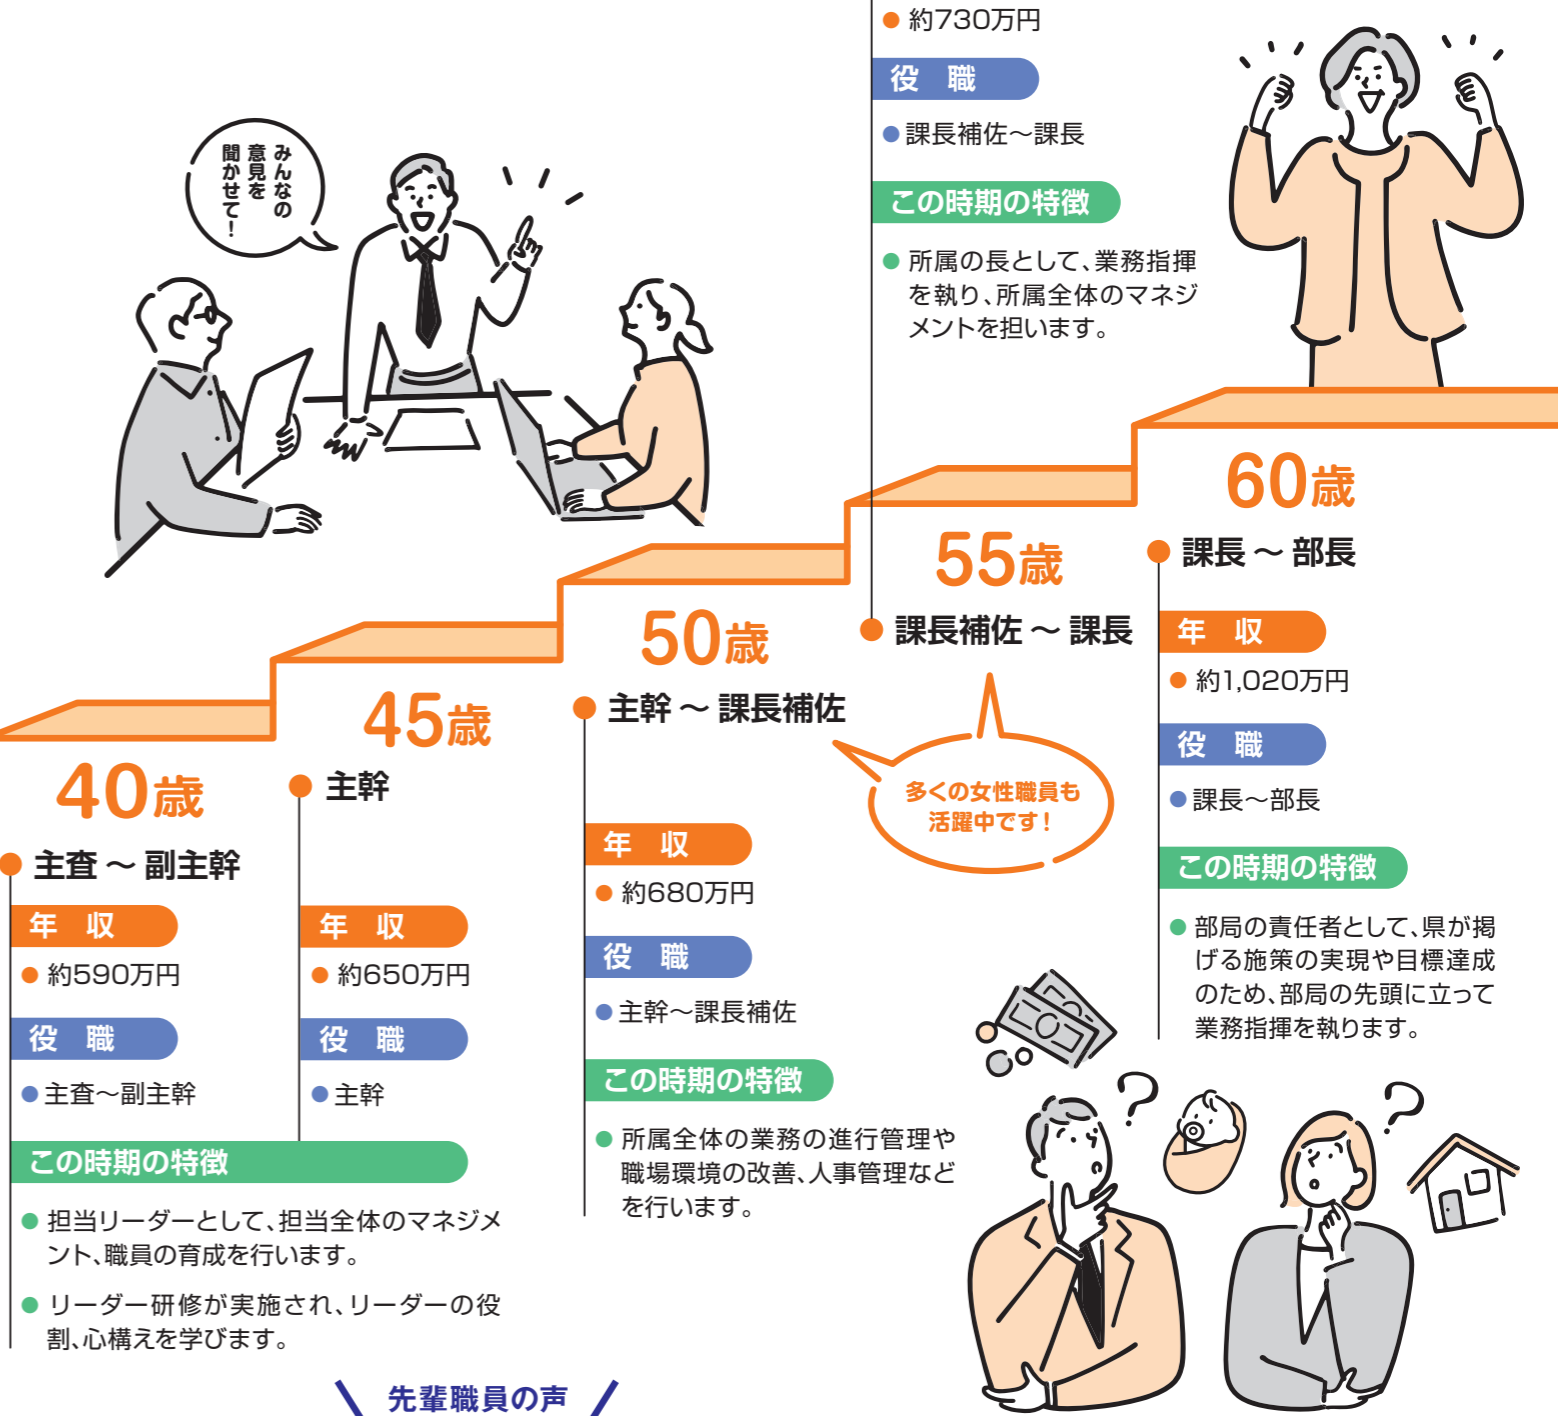 みんなの
意見を
聞かせて！
40歳
主査 ～ 副主幹
年　収
約590万円
役　職
主査～副主幹
45歳
主幹
年　収
約650万円
役　職
主幹
この時期の特徴
担当リーダーとして、担当全体のマネジメ
ント、職員の育成を行います。
リーダー研修が実施され、リーダーの役
割、心構えを学びます。
50歳
主幹 ～ 課長補佐
年　収
約680万円
役　職
主幹～課長補佐
この時期の特徴
所属全体の業務の進行管理や
職場環境の改善、人事管理など
を行います。
約730万円
役　職
課長補佐～課長
この時期の特徴
所属の長として、業務指揮
を執り、所属全体のマネジ
メントを担います。
55歳
課長補佐 ～ 課長
多くの女性職員も
活躍中です！
60歳
課長 ～ 部長
年　収
約1,020万円
役　職
課長～部長
この時期の特徴
部局の責任者として、県が掲
げる施策の実現や目標達成
のため、部局の先頭に立って
業務指揮を執ります。
？
？
先輩職員の声